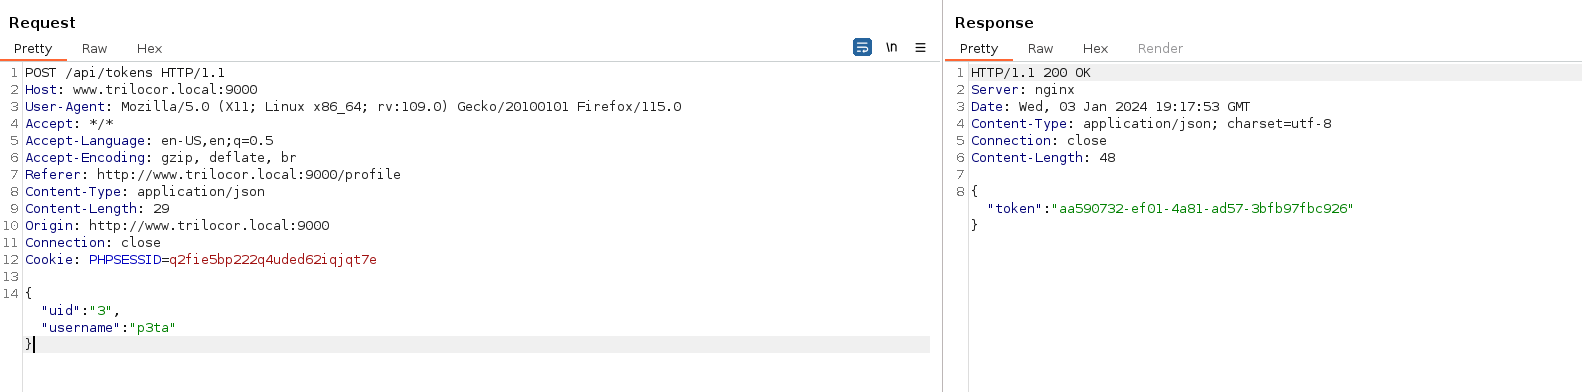 Request
Pretty Raw Hex \n
1 POST /api/tokens HTTP/1.1
2 Host: www.trilocor.local:9000
3 User-Agent: Mozilla/5.0 (X11; Linux x86_64; rv:109.0) Gecko/20100101 Firefox/115.0
4 Accept: */*
5 Accept-Language: en-US,en;q=0.5
6 Accept-Encoding: gzip, deflate, br
7 Referer: http://www.trilocor.local:9000/profile
8 Content-Type: application/json
9 Content-Length: 29
10 Origin: http://www.trilocor.local:9000
11 Connection: close
12 Cookie: PHPSESSID=q2fie5bp222q4uded62iqjqt7e
13
14 {
"uid":"3",
"username":"p3ta"
}
Response
Pretty Raw Hex Render
1 HTTP/1.1 200 OK
2 Server: nginx
3 Date: Wed, 03 Jan 2024 19:17:53 GMT
4 Content-Type: application/json; charset=utf-8
5 Connection: close
6 Content-Length: 48
7
8 {
"token":"aa590732-ef01-4a81-ad57-3bfb97fbc926"
}